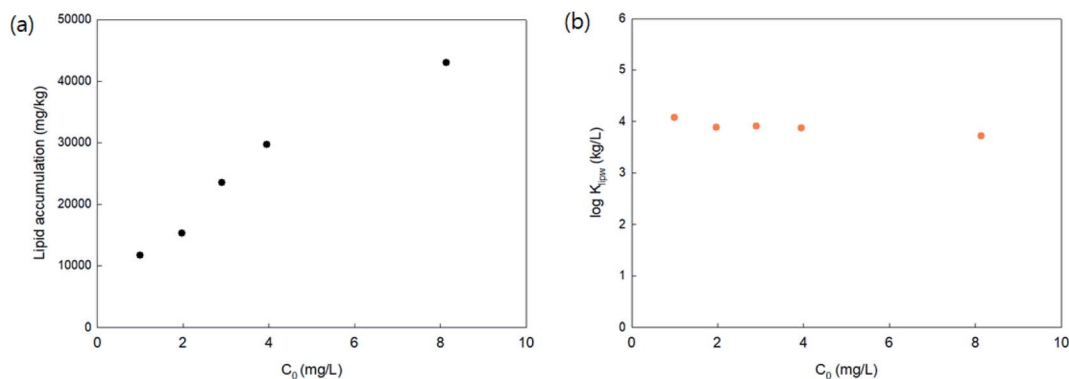 (a)
50000
40000
30000
20000
10000
0
Lipid accumulation (mg/kg)
0 2 4 6 8 10
C₀ (mg/L)
(b)
6
5
4
3
2
1
0
log Kₗᵢₚw (kg/L)
0 2 4 6 8 10
C₀ (mg/L)